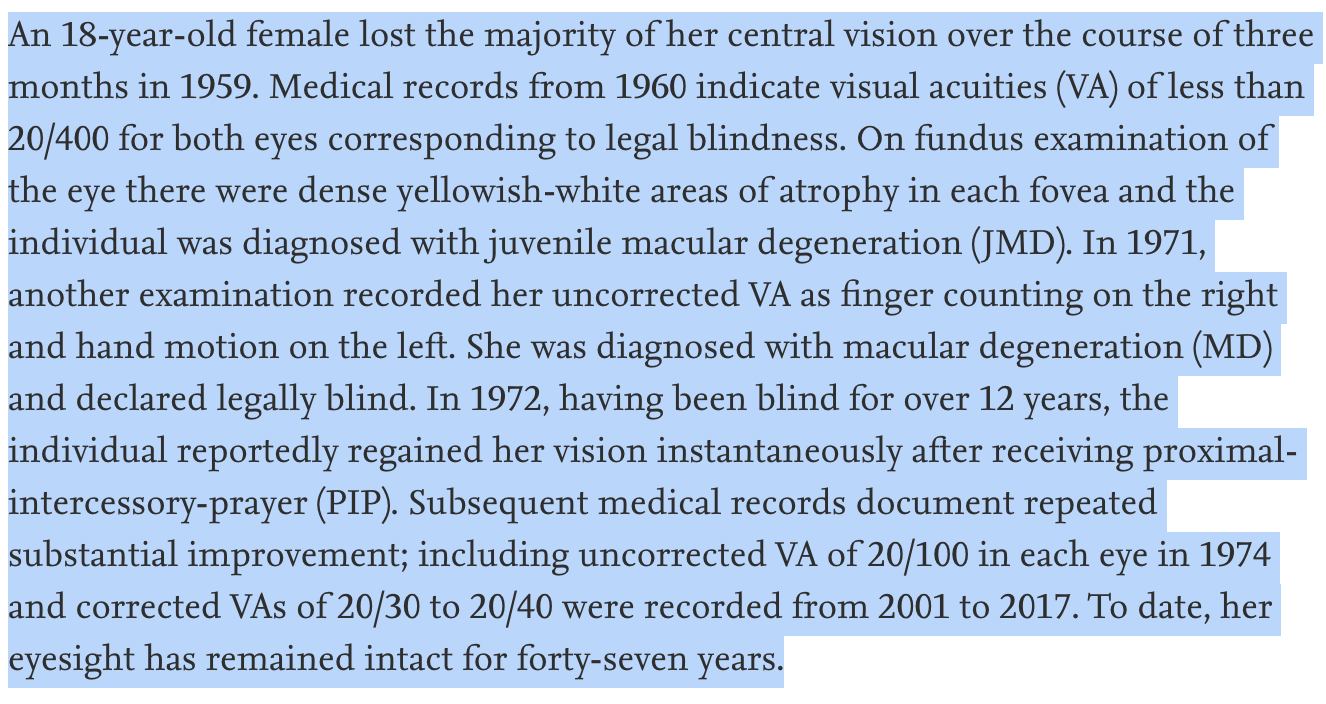 An 18-year-old female lost the majority of her central vision over the course of three
months in 1959. Medical records from 1960 indicate visual acuities (VA) of less than
20/400 for both eyes corresponding to legal blindness. On fundus examination of
the eye there were dense yellowish-white areas of atrophy in each fovea and the
individual was diagnosed with juvenile macular degeneration (JMD). In 1971,
another examination recorded her uncorrected VA as finger counting on the right
and hand motion on the left. She was diagnosed with macular degeneration (MD)
and declared legally blind. In 1972, having been blind for over 12 years, the
individual reportedly regained her vision instantaneously after receiving proximal-
intercessory-prayer (PIP). Subsequent medical records document repeated
substantial improvement; including uncorrected VA of 20/100 in each eye in 1974
and corrected VAs of 20/30 to 20/40 were recorded from 2001 to 2017. To date, her
eyesight has remained intact for forty-seven years.